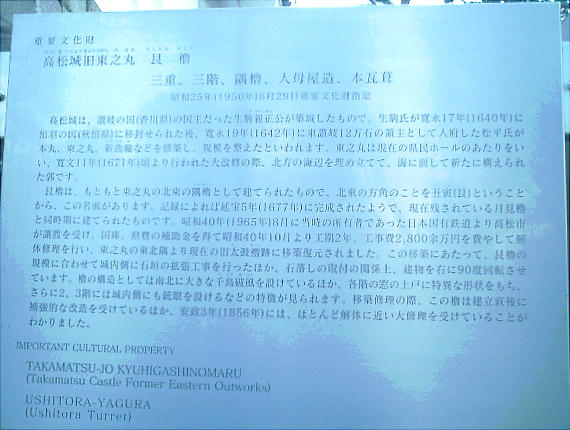 重要文化財
たかまつじょうきゅうひがしのまる うしとらやぐら
高松城旧東之丸 艮櫓
三重、三階、隅櫓、入母屋造、本瓦葺
昭和25年(1950年)8月29日重要文化財指定
高松城は、讃岐の国(香川県)の国主だった生駒親正公が築城したもので、生駒氏が寛永17年(1640年)に
出羽の国(秋田県)に移封せられた後、寛永19年(1642年)に東讃岐12万石の領主として入府した松平氏が
本丸、東之丸、新曲輪などを修築し、規模を整えたといわれます。東之丸は現在の県民ホールのあたりをい
い、寛文11年(1671年)頃より行われた大改修の際、北方の海辺を埋め立てて、海に面して新たに構えられ
た郭です。
艮櫓は、もともと東之丸の北東の隅櫓として建てられたもので、北東の方角のことを丑寅(艮)ということ
から、この名前があります。記録によれば延宝5年(1677年)に完成されたようで、現在残されている月見櫓
と同時期に建てられたものです。昭和40年(1965年)8月に当時の所有者であった日本国有鉄道より高松市
が譲渡を受け、国庫、県費の補助金を得て昭和40年10月より工期2年、工事費2,800余万円を費やして解
体修理を行い、東之丸の東北隅より現在の旧太鼓櫓跡に移築復元されました。この移築にあたって、艮櫓の
規模に合わせて城内側に石垣の拡張工事を行ったほか、石落しの取付の関係上、建物を右に90度回転させ
ています。櫓の構造としては南北に大きな千鳥破風を設けているほか、各階の窓の土戸に特異な形状をもち、
さらに2、3階には城内側にも銃眼を設けるなどの特徴が見られます。移築修理の際、この櫓は建立直後に
補強的な改造を受けているほか、安政3年(1856年)には、ほとんど解体に近い大修理を受けていることが
わかりました。
IMPORTANT CULTURAL PROPERTY
TAKAMATSU-JO KYUHIGASHINOMARU
(Takamatsu Castle Former Eastern Outworks)
USHITORA-YAGURA
(Ushitora Turret)